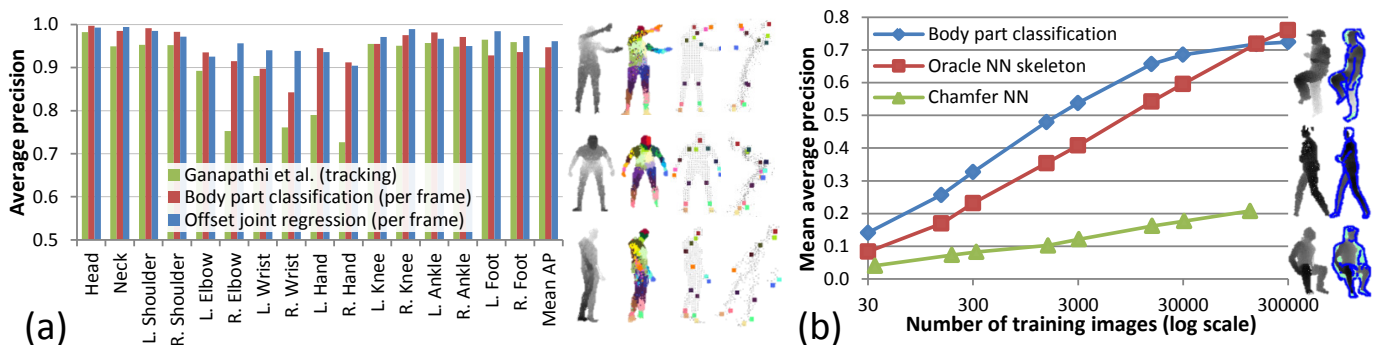 Average precision
1.0
0.9
0.8
0.7
0.6
0.5
Ganapathi et al. (tracking)
Body part classification (per frame)
Offset joint regression (per frame)
Head
Neck
L. Shoulder
R. Shoulder
L. Elbow
R. Elbow
L. Wrist
R. Wrist
L. Hand
R. Hand
L. Knee
R. Knee
L. Ankle
R. Ankle
L. Foot
R. Foot
Mean AP
(a)
Mean average precision
0.8
0.7
0.6
0.5
0.4
0.3
0.2
0.1
0.0
Body part classification
Oracle NN skeleton
Chamfer NN
30
300
3000
30000
300000
Number of training images (log scale)
(b)